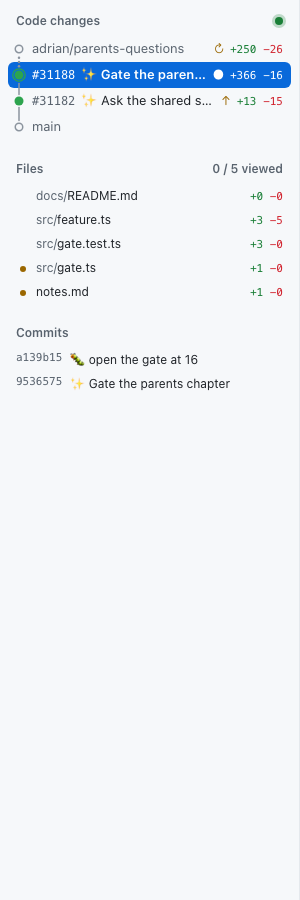 Code changes
adrian/parents-questions +250 −26
#31188 ✨ Gate the paren... +366 −16
#31182 ✨ Ask the shared s... ↑ +13 −15
main
Files 0 / 5 viewed
docs/README.md +0 −0
src/feature.ts +3 −5
src/gate.test.ts +3 −0
src/gate.ts +1 −0
notes.md +1 −0
Commits
a139b15 🐛 open the gate at 16
9536575 ✨ Gate the parents chapter